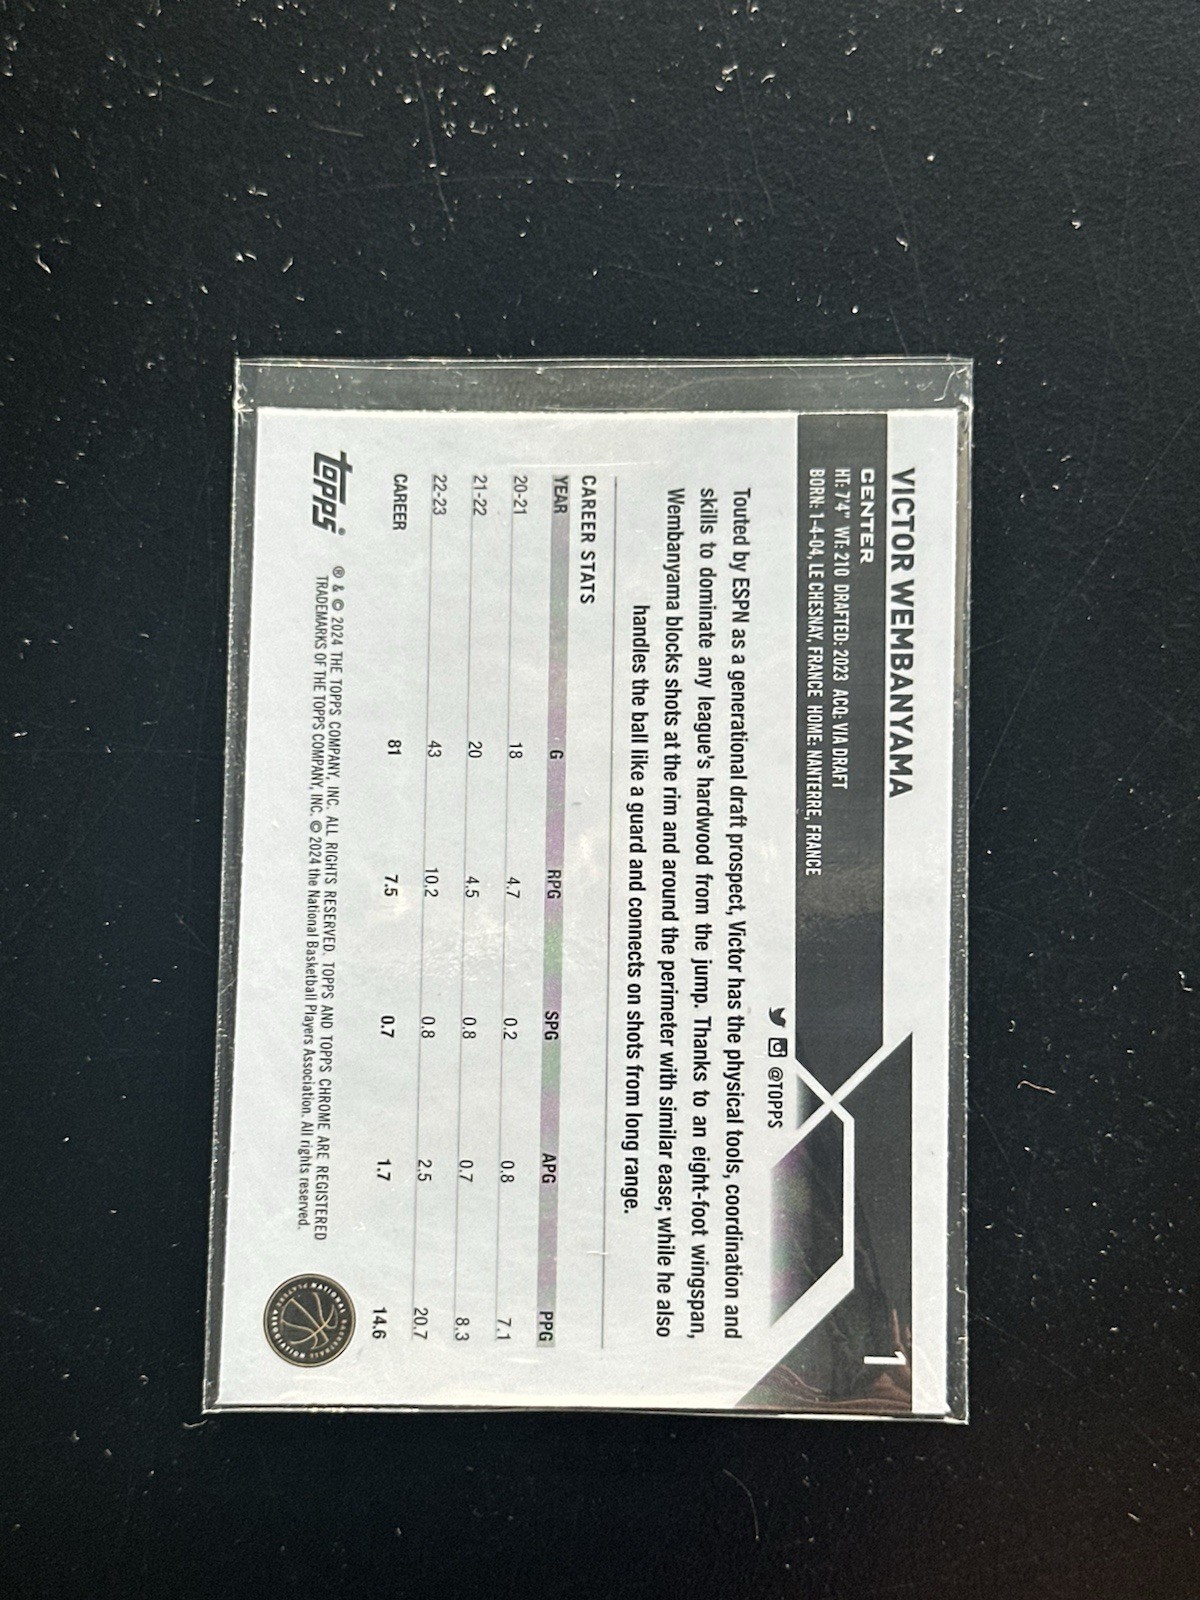 VICTOR WEMBANYAMA
1
CENTER
HT: 7'4" WT: 210 DRAFTED: 2023 ACQ: VIA DRAFT
BORN: 1-4-04, LE CHESNAY, FRANCE HOME: NANTERRE, FRANCE
@TOPPS
Touted by ESPN as a generational draft prospect, Victor has the physical tools, coordination and
skills to dominate any league's hardwood from the jump. Thanks to an eight-foot wingspan,
Wembanyama blocks shots at the rim and around the perimeter with similar ease; while he also
handles the ball like a guard and connects on shots from long range.
CAREER STATS
YEAR G RPG SPG APG PPG
20-21 18 4.7 0.2 0.8 7.1
21-22 20 4.5 0.8 0.7 8.3
22-23 43 10.2 0.8 2.5 20.7
CAREER 81 7.5 0.7 1.7 14.6
topps
® & © 2024 THE TOPPS COMPANY, INC. ALL RIGHTS RESERVED. TOPPS AND TOPPS CHROME ARE REGISTERED
TRADEMARKS OF THE TOPPS COMPANY, INC. © 2024 the National Basketball Players Association. All rights reserved.
NATIONAL BASKETBALL
PLAYERS ASSOCIATION